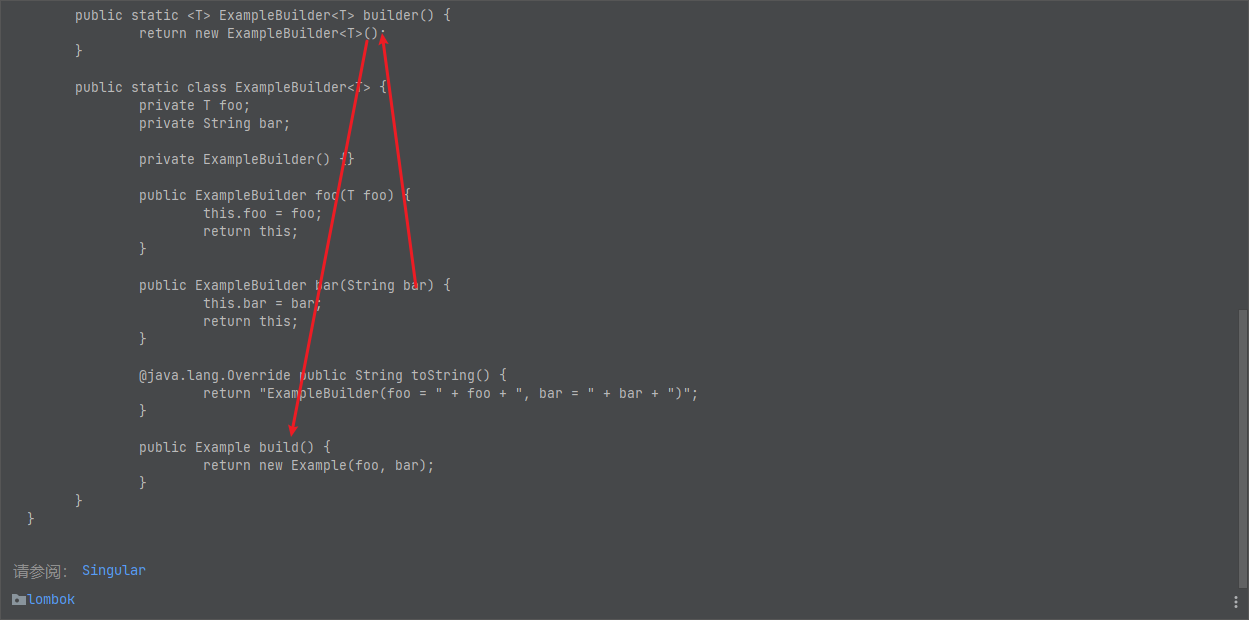 public static <T> ExampleBuilder<T> builder() {
return new ExampleBuilder<T>();
}
public static class ExampleBuilder<T> {
private T foo;
private String bar;
private ExampleBuilder() {}
public ExampleBuilder foo(T foo) {
this.foo = foo;
return this;
}
public ExampleBuilder bar(String bar) {
this.bar = bar;
return this;
}
@java.lang.Override public String toString() {
return "ExampleBuilder(foo = " + foo + ", bar = " + bar + ")";
}
public Example build() {
return new Example(foo, bar);
}
}
}
请参阅： Singular
lombok